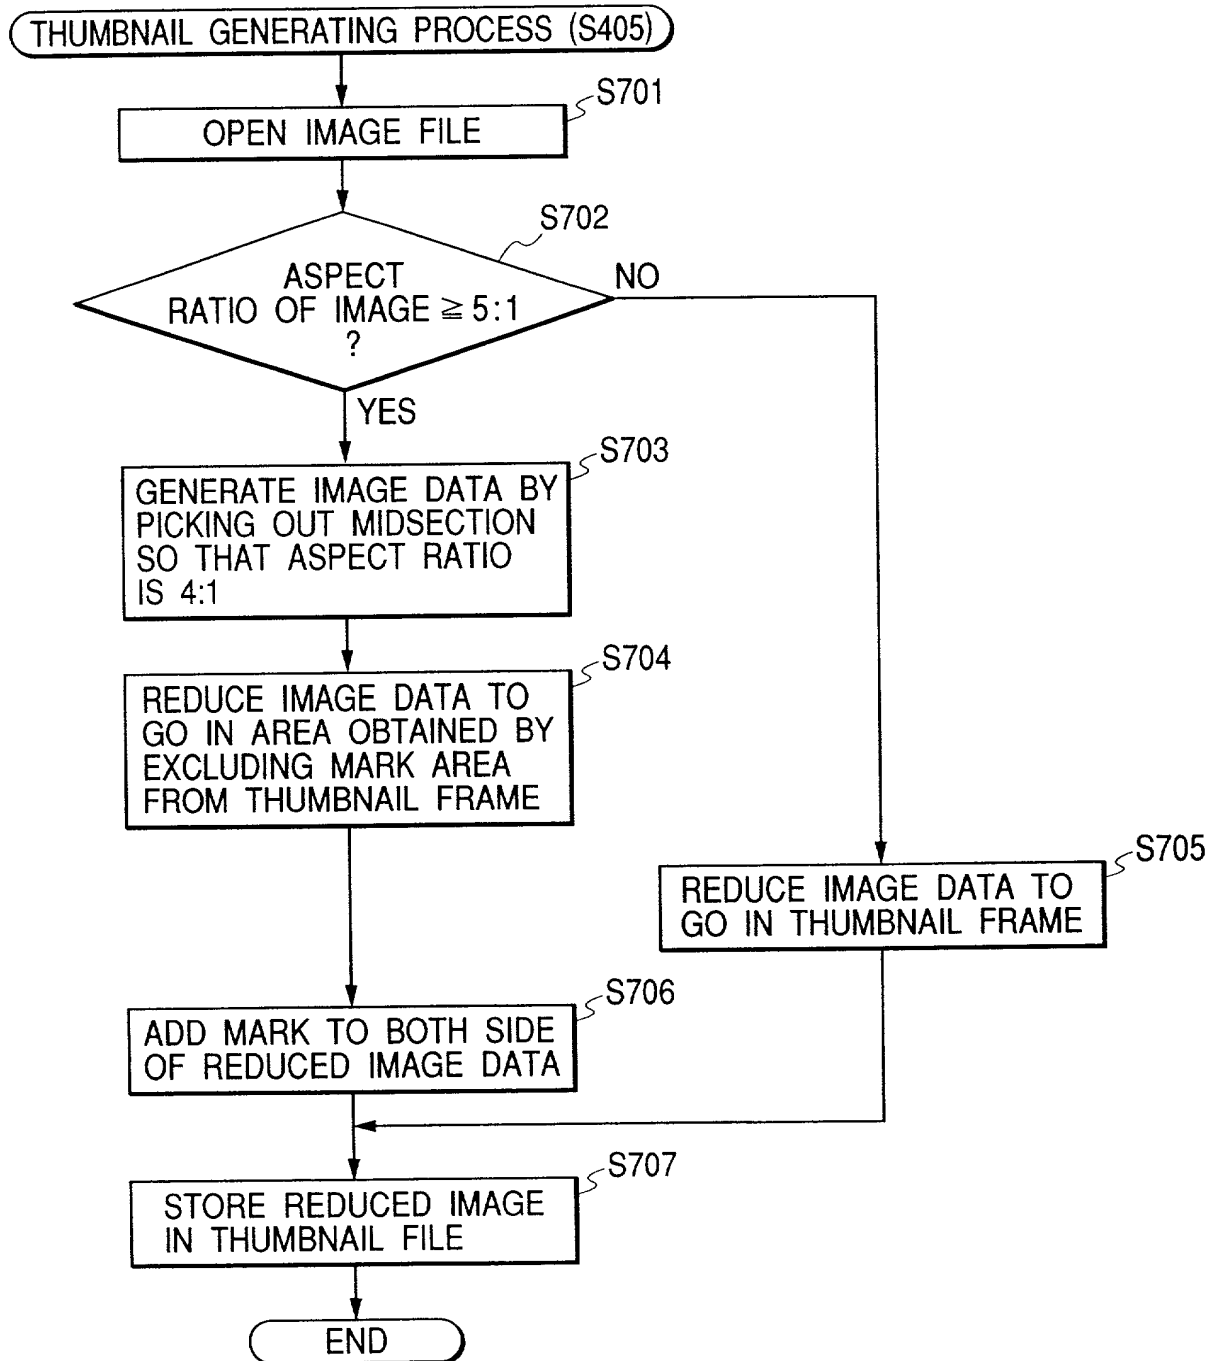 THUMBNAIL GENERATING PROCESS (S405)
S701
OPEN IMAGE FILE
S702
ASPECT
RATIO OF IMAGE ≧ 5:1
?
NO
YES
S703
GENERATE IMAGE DATA BY
PICKING OUT MIDSECTION
SO THAT ASPECT RATIO
IS 4:1
S704
REDUCE IMAGE DATA TO
GO IN AREA OBTAINED BY
EXCLUDING MARK AREA
FROM THUMBNAIL FRAME
S705
REDUCE IMAGE DATA TO
GO IN THUMBNAIL FRAME
S706
ADD MARK TO BOTH SIDE
OF REDUCED IMAGE DATA
S707
STORE REDUCED IMAGE
IN THUMBNAIL FILE
END